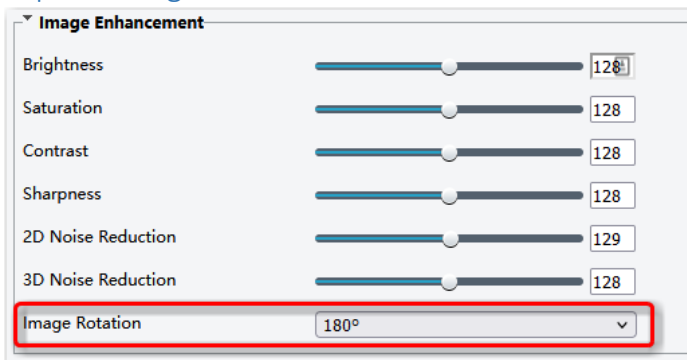 Image Enhancement
Brightness 128
Saturation 128
Contrast 128
Sharpness 128
2D Noise Reduction 129
3D Noise Reduction 128
Image Rotation 180°